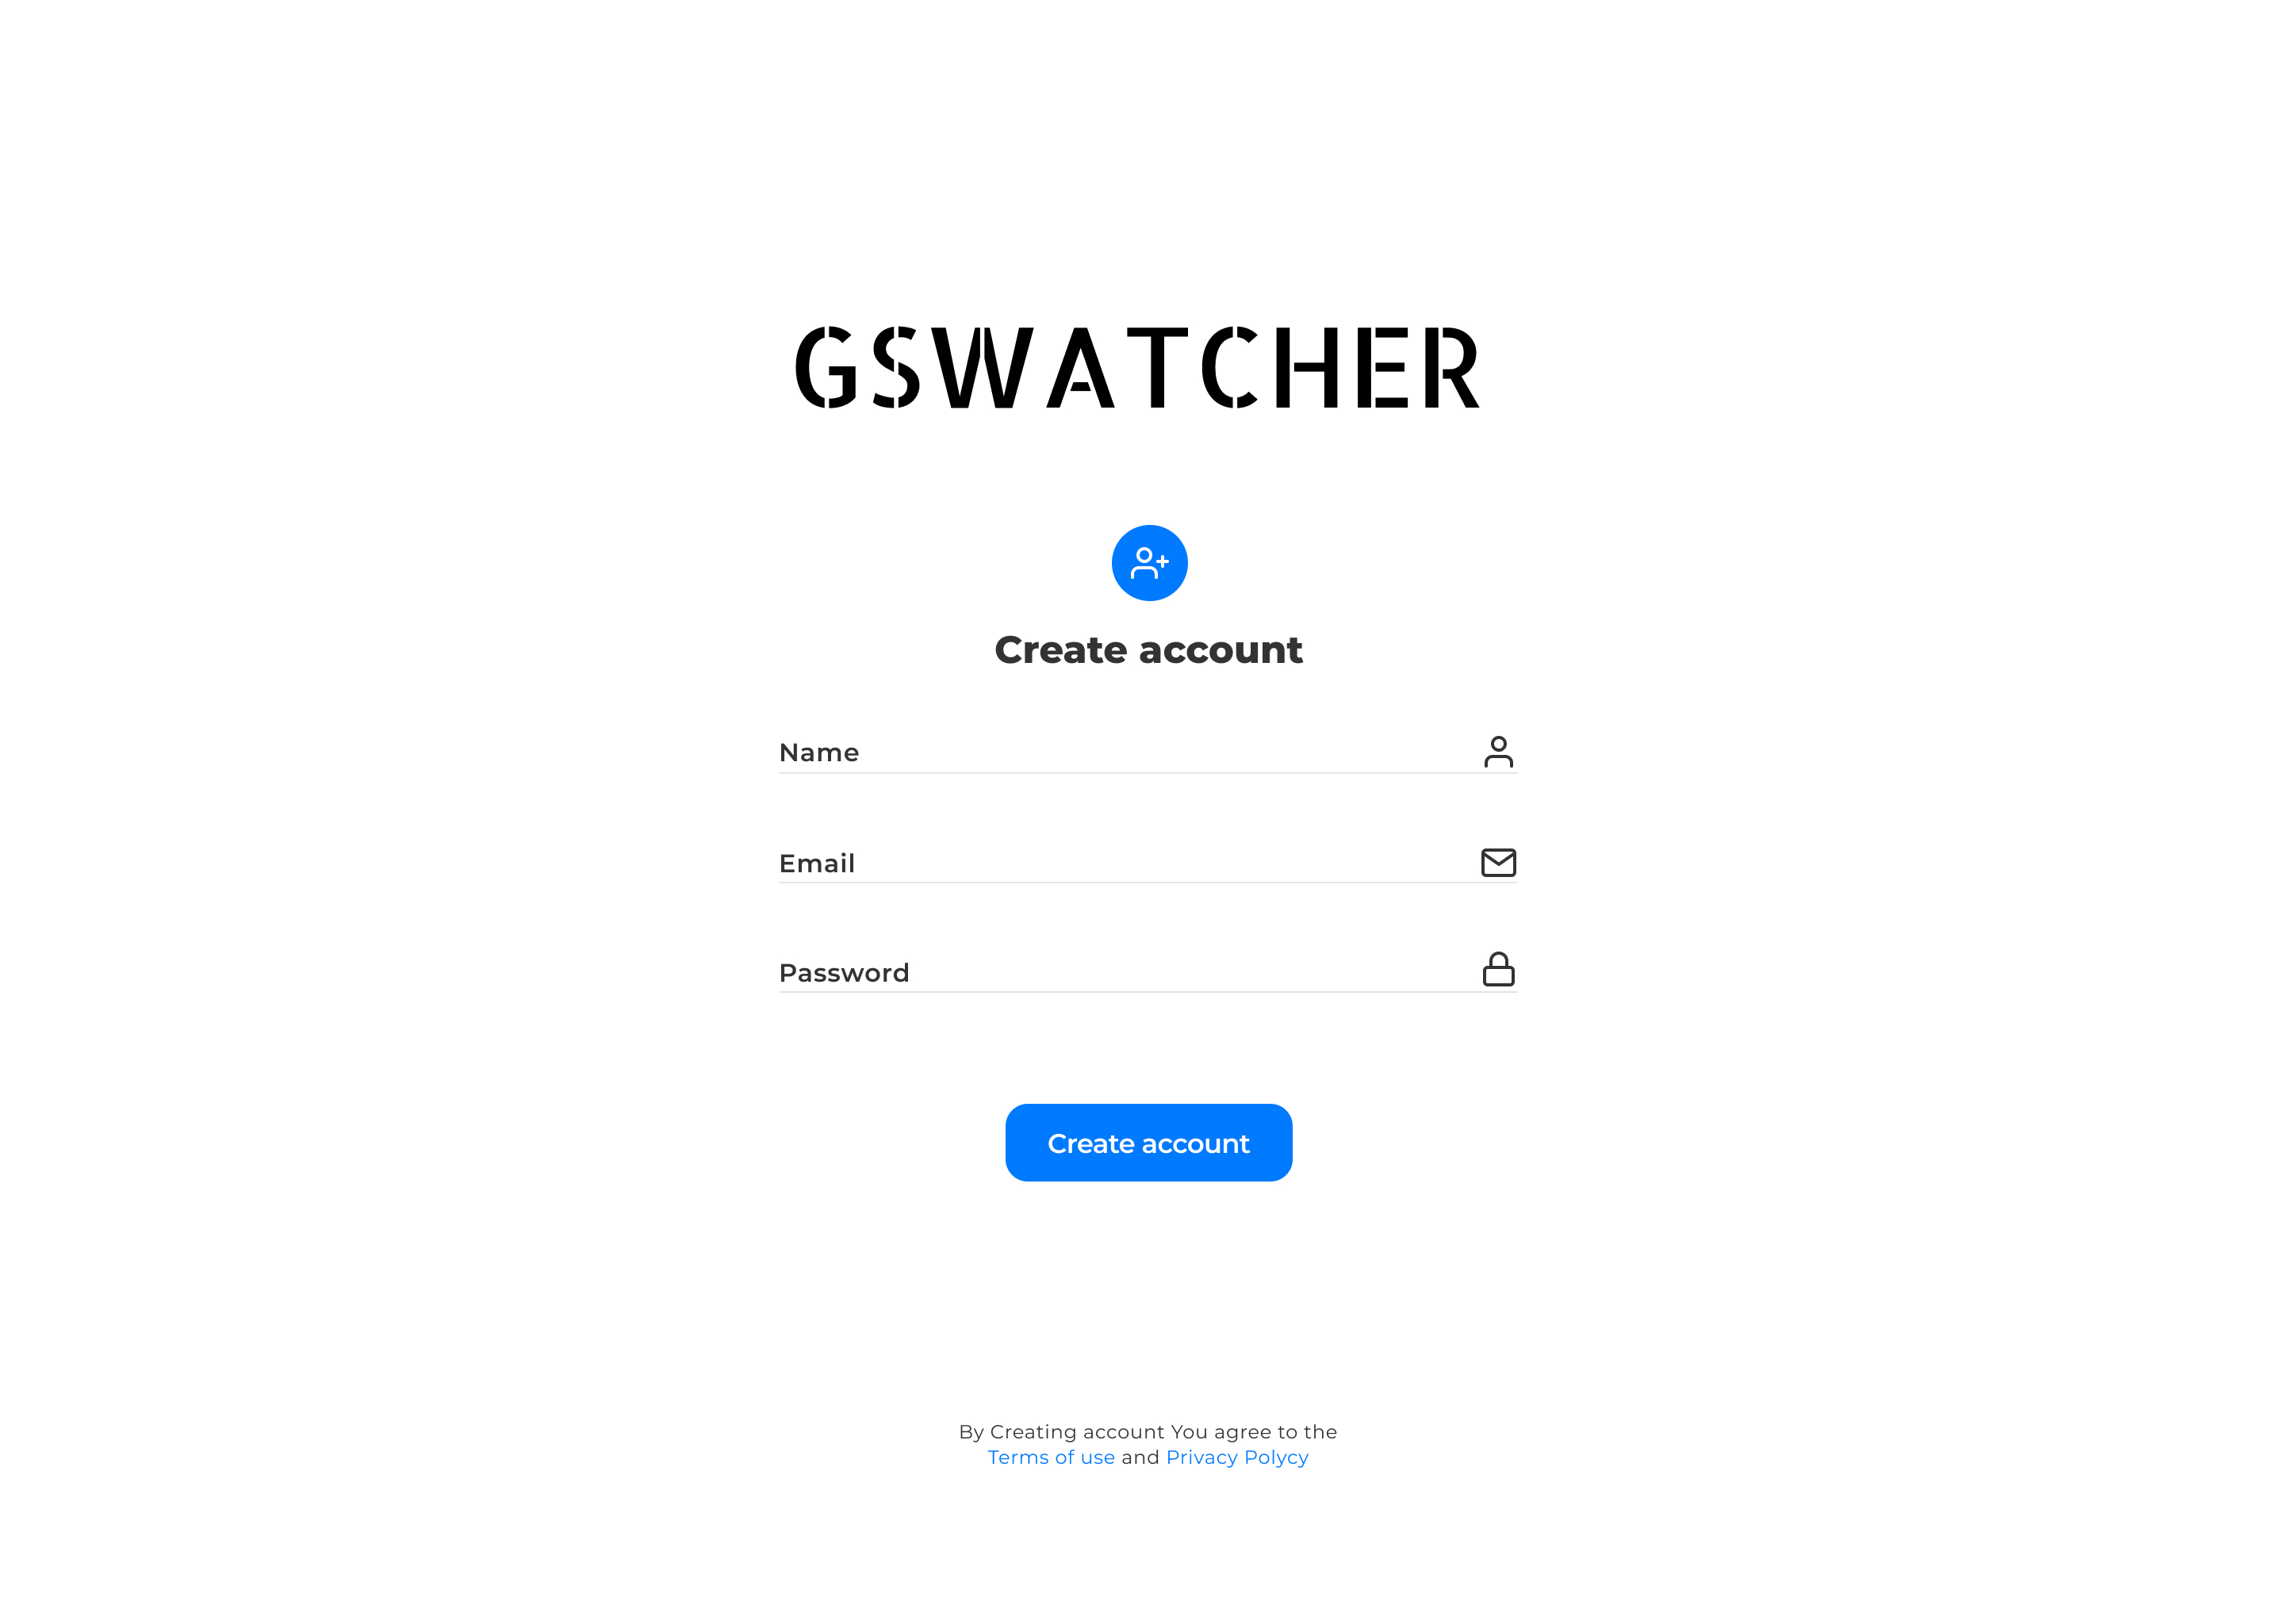 GSWATCHER
Create account
Name
Email
Password
Create account
By Creating account You agree to the
Terms of use and Privacy Polycy